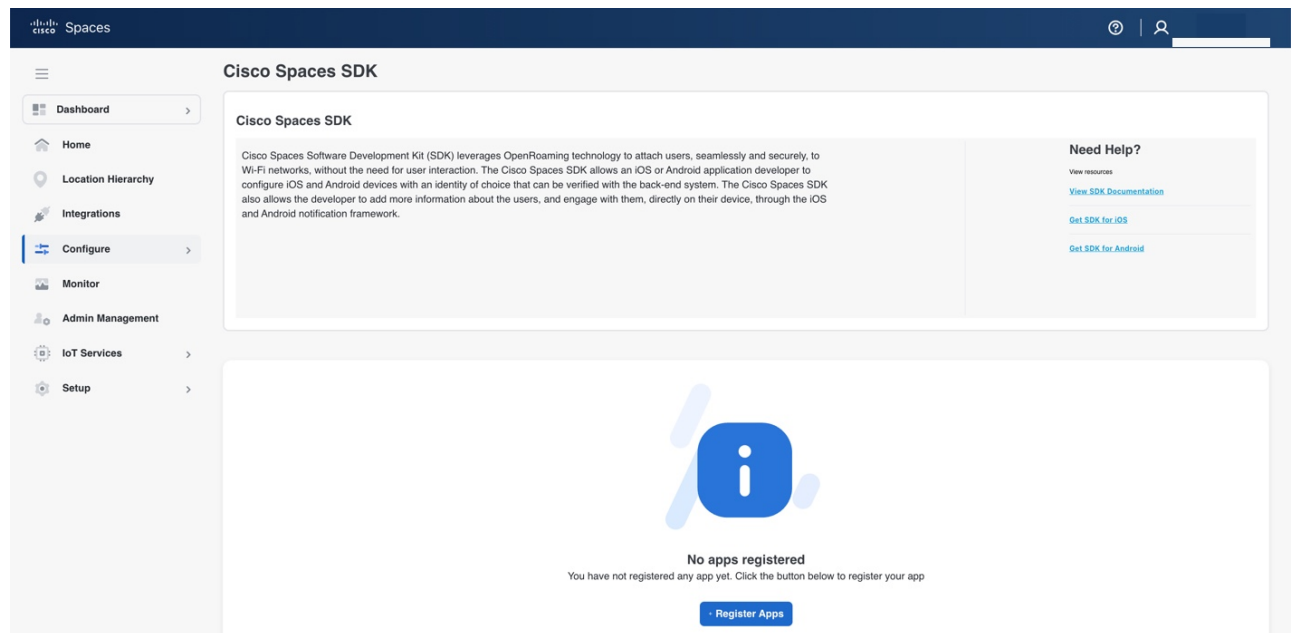 cisco Spaces
Cisco Spaces SDK
Dashboard
Home
Location Hierarchy
Integrations
Configure
Monitor
Admin Management
IoT Services
Setup
Cisco Spaces SDK
Cisco Spaces Software Development Kit (SDK) leverages OpenRoaming technology to attach users, seamlessly and securely, to
Wi-Fi networks, without the need for user interaction. The Cisco Spaces SDK allows an iOS or Android application developer to
configure iOS and Android devices with an identity of choice that can be verified with the back-end system. The Cisco Spaces SDK
also allows the developer to add more information about the users, and engage with them, directly on their device, through the iOS
and Android notification framework.
Need Help?
View resources
View SDK Documentation
Get SDK for iOS
Get SDK for Android
No apps registered
You have not registered any app yet. Click the button below to register your app
Register Apps